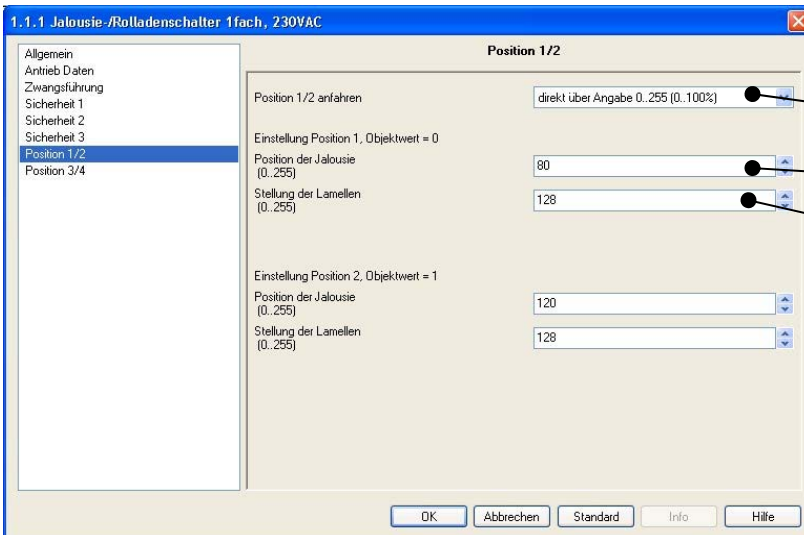 1.1.1 Jalousie-/Rolladenschalter 1fach, 230VAC
Allgemein
Antrieb Daten
Zwangsführung
Sicherheit 1
Sicherheit 2
Sicherheit 3
Position 1/2
Position 3/4
Position 1/2
Position 1/2 anfahren
direkt über Angabe 0..255 (0..100%)
Einstellung Position 1, Objektwert = 0
Position der Jalousie
(0..255)
80
Stellung der Lamellen
(0..255)
128
Einstellung Position 2, Objektwert = 1
Position der Jalousie
(0..255)
120
Stellung der Lamellen
(0..255)
128
OK
Abbrechen
Standard
Info
Hilfe